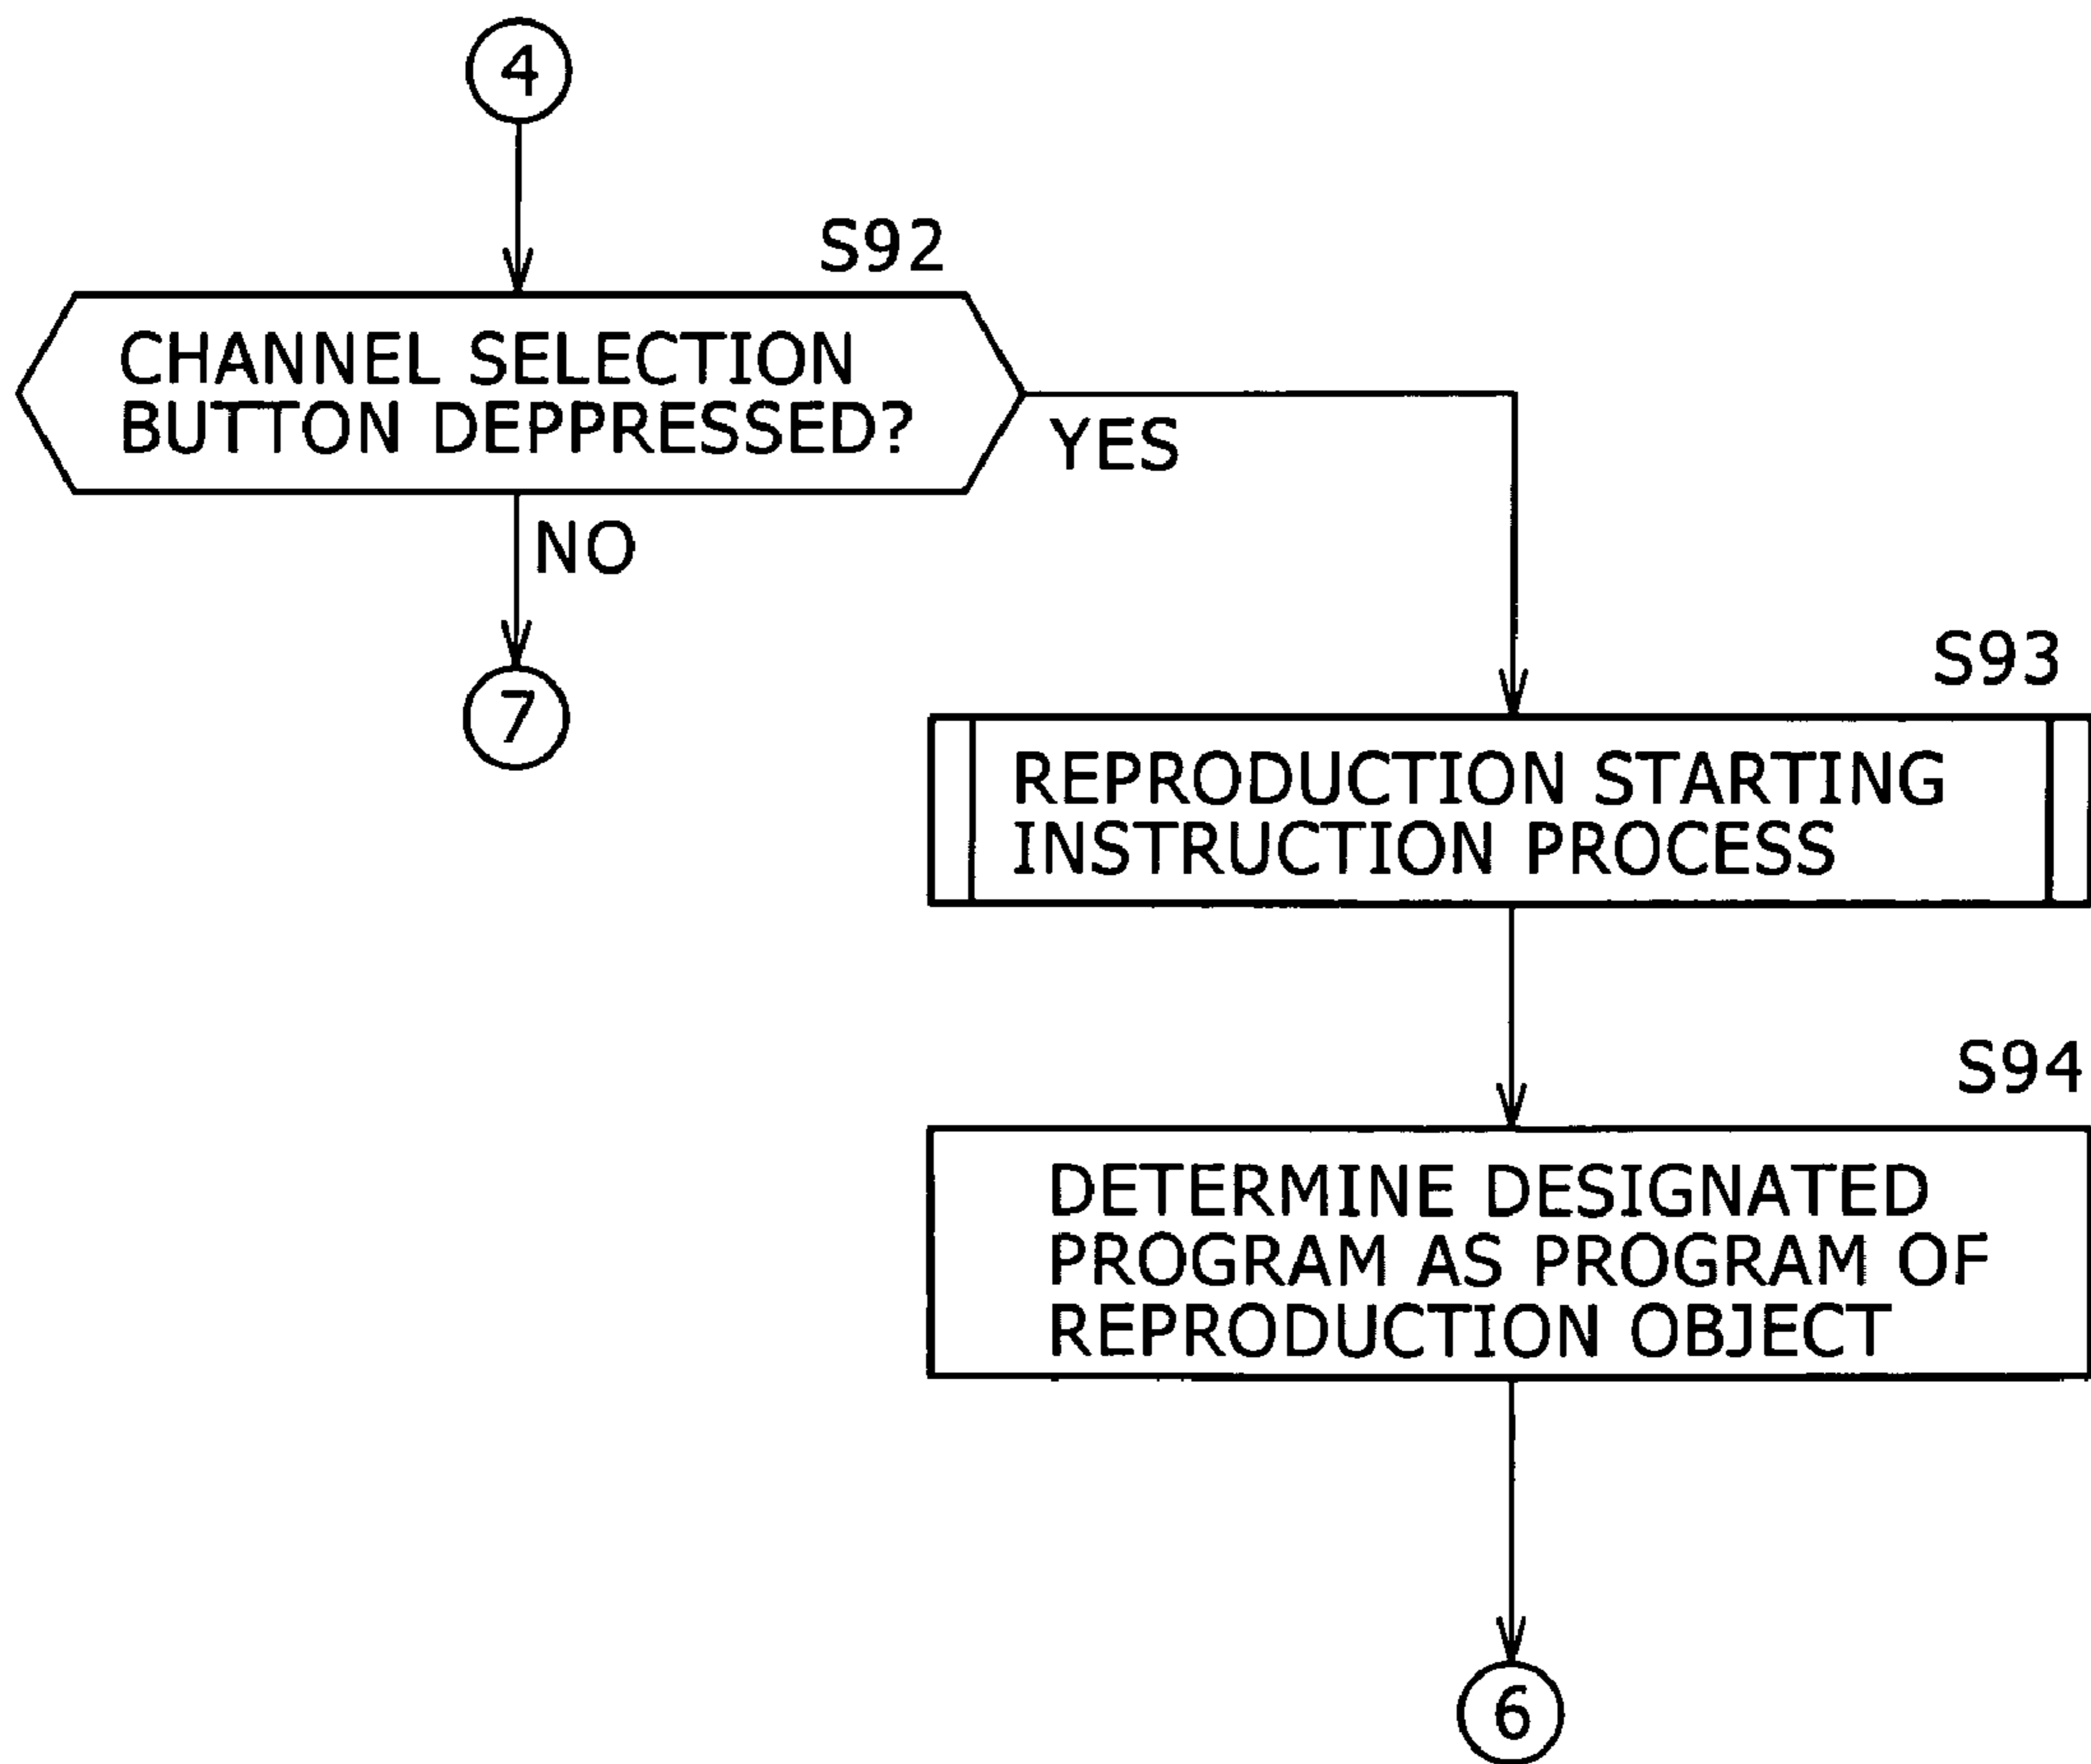 4
S92
CHANNEL SELECTION
BUTTON DEPPRESSED?
YES
NO
7
S93
REPRODUCTION STARTING
INSTRUCTION PROCESS
S94
DETERMINE DESIGNATED
PROGRAM AS PROGRAM OF
REPRODUCTION OBJECT
6